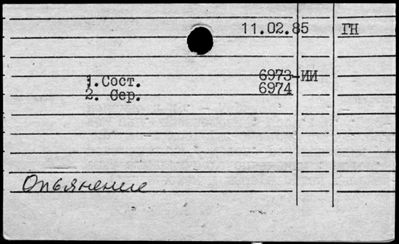 11.02.85 ГН
1.Сост. 6973-ИИ
2. Сер. 6974
Опьянение